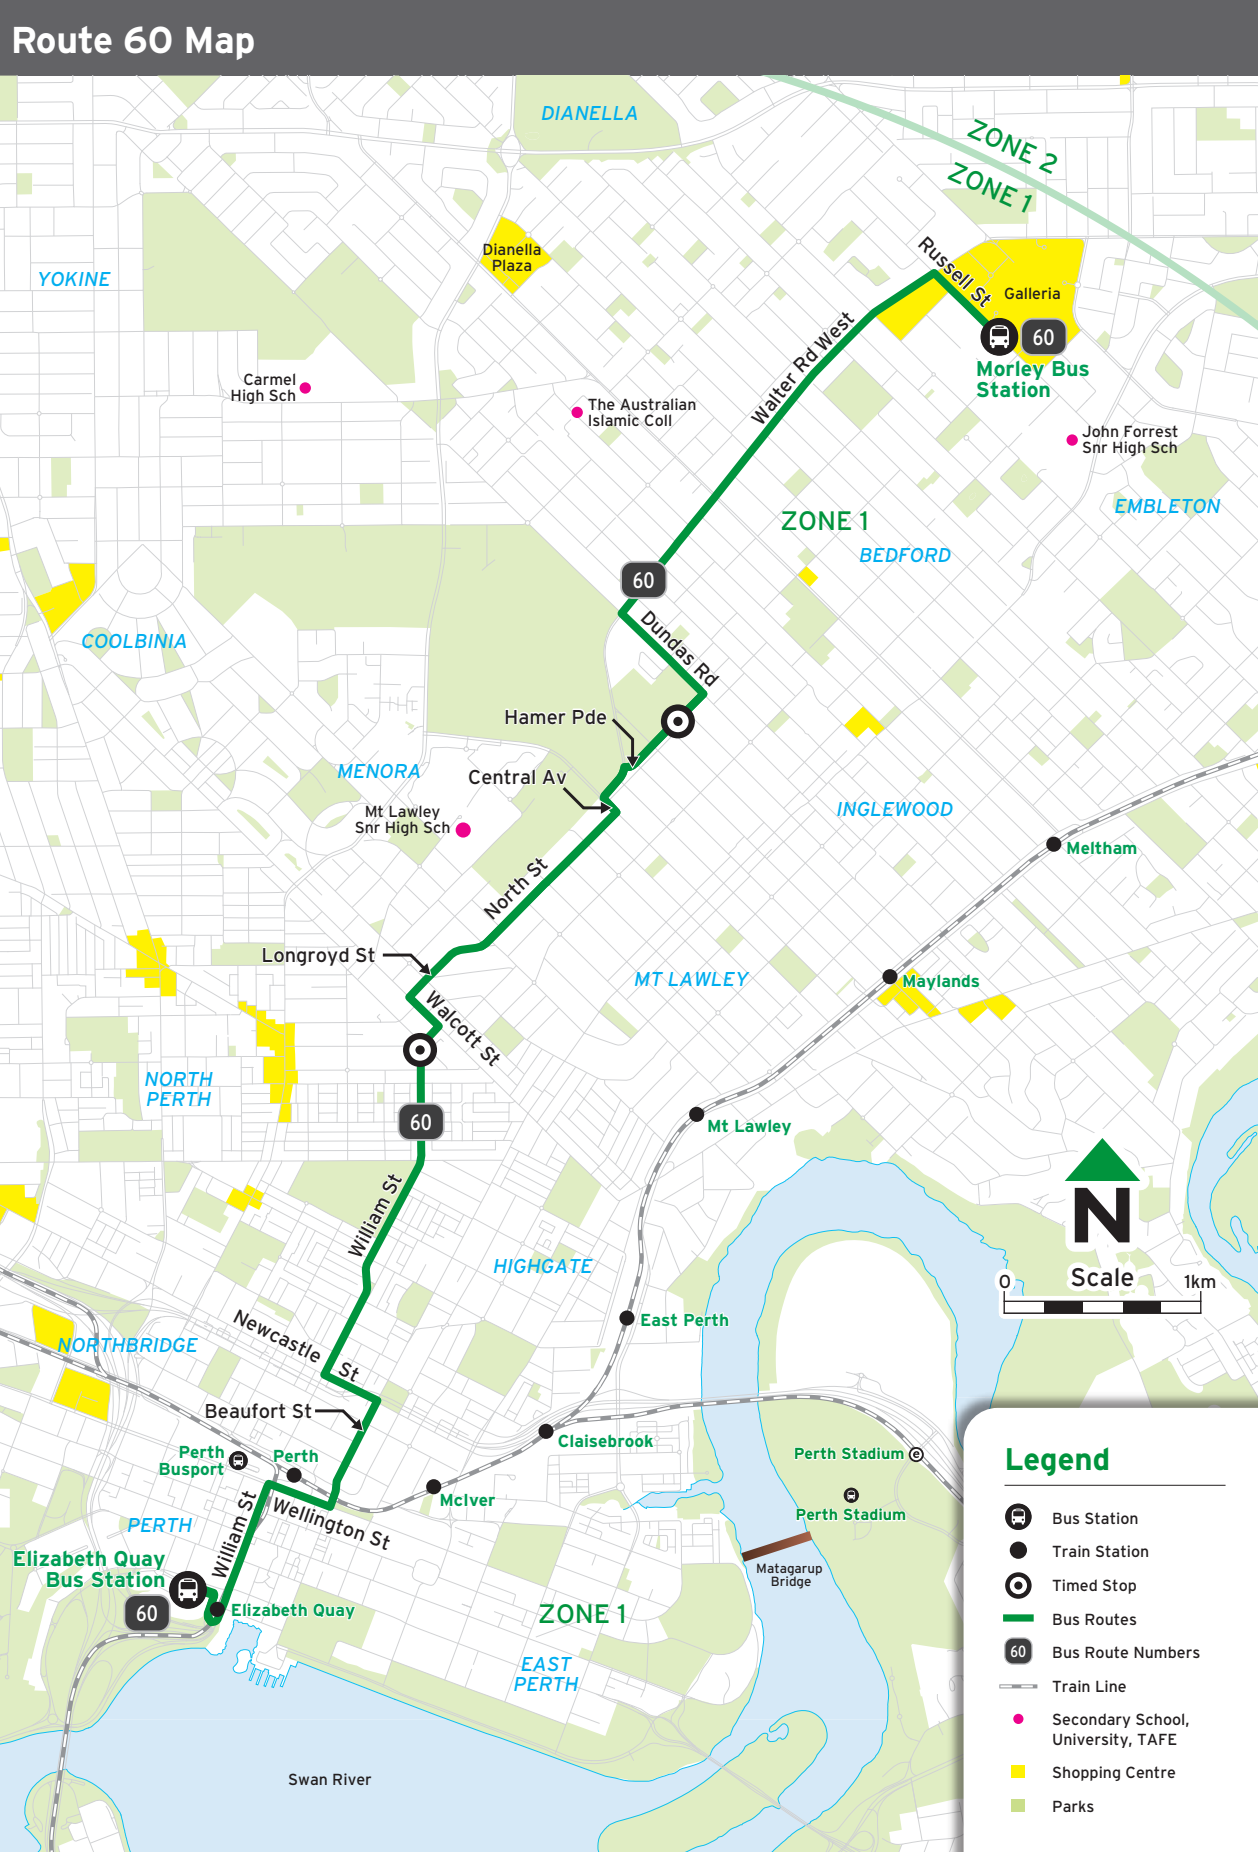 Route 60 Map
DIANELLA
ZONE 2
ZONE 1
Dianella
Plaza
YOKINE
Russell St
Galleria
60
Morley Bus
Station
Walter Rd West
Carmel
High Sch
The Australian
Islamic Coll
John Forrest
Snr High Sch
EMBLETON
ZONE 1
BEDFORD
60
Dundas Rd
COOLBINIA
Hamer Pde
MENORA
Central Av
INGLEWOOD
Mt Lawley
Snr High Sch
Meltham
North St
Longroyd St
MT LAWLEY
Maylands
Walcott St
NORTH
PERTH
60
Mt Lawley
William St
N
HIGHGATE
Scale
0
1km
East Perth
Newcastle St
NORTHBRIDGE
Beaufort St
Claisebrook
Perth
Busport
Perth
Perth Stadium
McIver
Perth Stadium
William St
Wellington St
PERTH
Elizabeth Quay
Bus Station
60
Elizabeth Quay
Matagarup
Bridge
ZONE 1
EAST
PERTH
Swan River
Legend
Bus Station
Train Station
Timed Stop
Bus Routes
60
Bus Route Numbers
Train Line
Secondary School,
University, TAFE
Shopping Centre
Parks
e